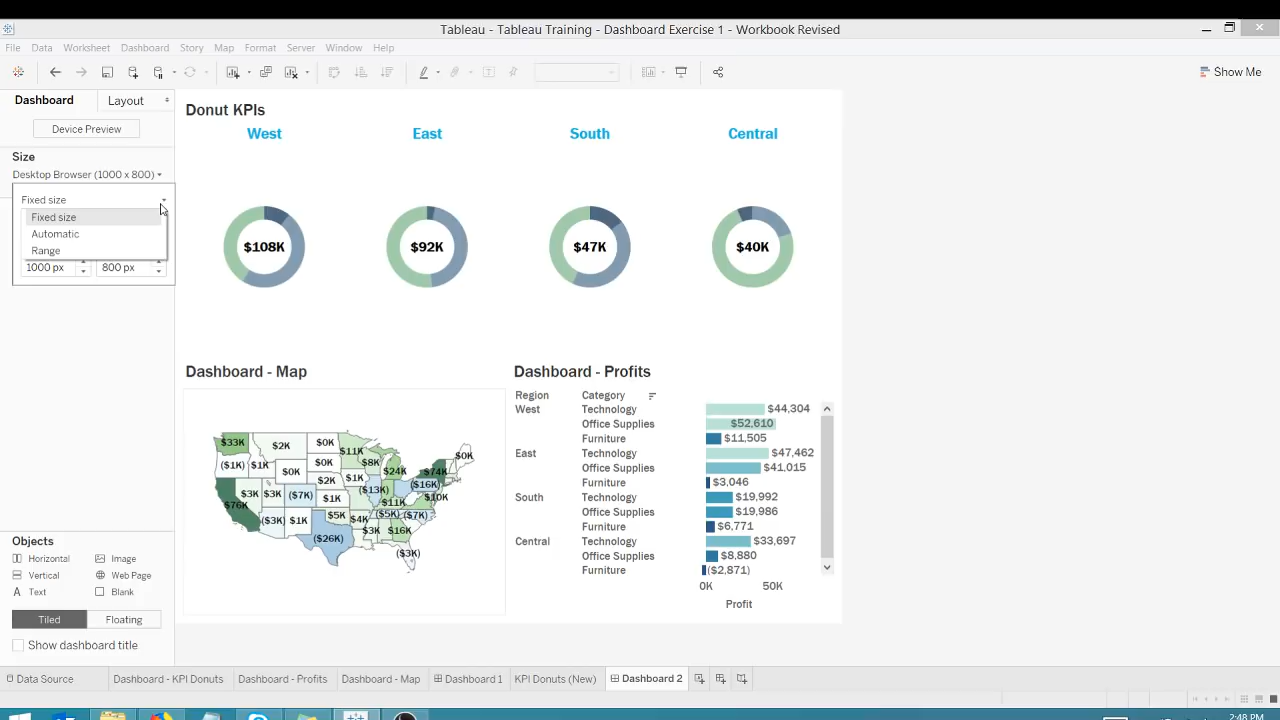 Tableau - Tableau Training - Dashboard Exercise 1 - Workbook Revised
File Data Worksheet Dashboard Story Map Format Server Window Help
Show Me
Dashboard Layout
Device Preview
Size
Desktop Browser (1000 x 800)
Fixed size
Fixed size
Automatic
Range
1000 px 800 px
Donut KPIs
West East South Central
$108K $92K $47K $40K
Dashboard - Map
$33K $2K $0K $11K $0K
($1K) $1K $0K $0K $8K $24K $74K
$2K $1K ($16K)
$3K $3K ($7K) $1K ($13K) $10K
$76K $11K
($3K) $1K $5K $4K ($5K) ($7K)
($26K) $3K $16K
($3K)
Dashboard - Profits
Region Category
West Technology $44,304
Office Supplies $52,610
Furniture $11,505
East Technology $47,462
Office Supplies $41,015
Furniture $3,046
South Technology $19,992
Office Supplies $19,986
Furniture $6,771
Central Technology $33,697
Office Supplies $8,880
Furniture ($2,871)
0K 50K
Profit
Objects
Horizontal Image
Vertical Web Page
A Text Blank
Tiled Floating
Show dashboard title
Data Source Dashboard - KPI Donuts Dashboard - Profits Dashboard - Map Dashboard 1 KPI Donuts (New) Dashboard 2
2:48 PM